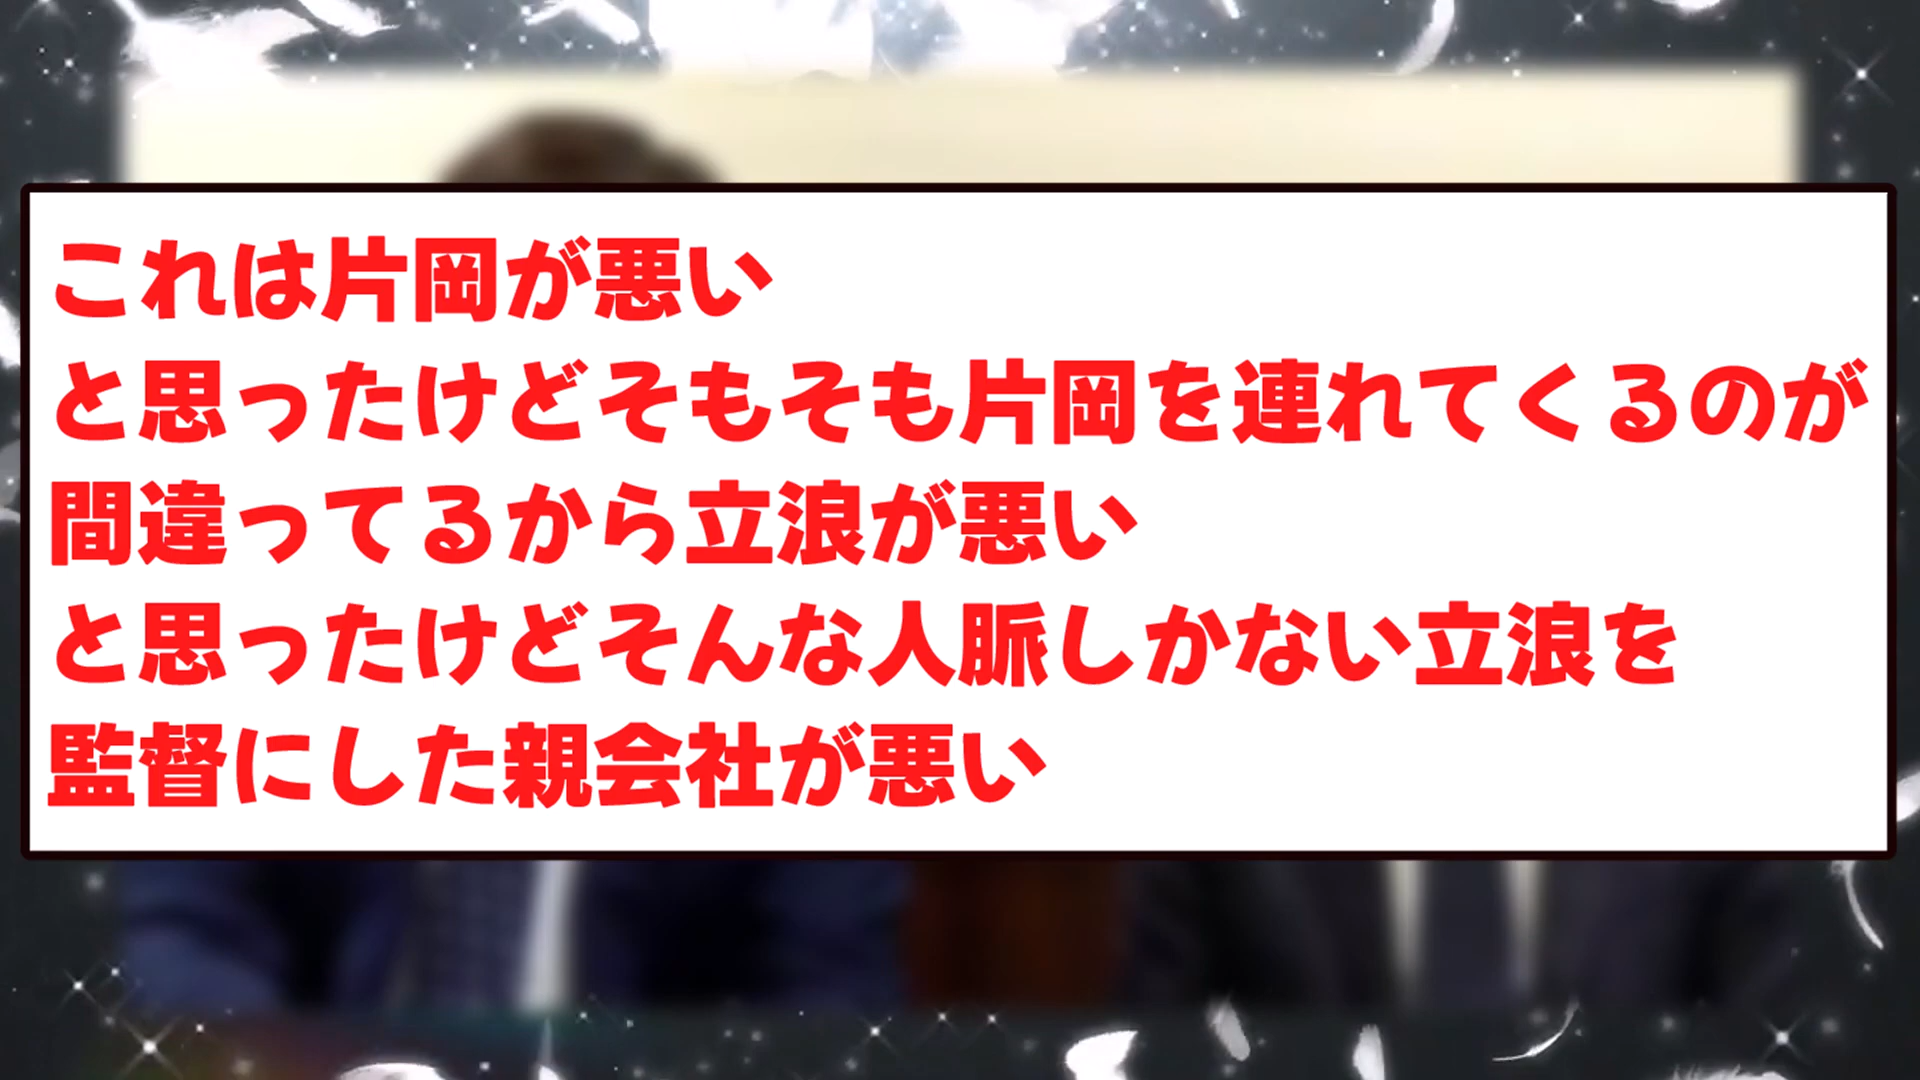 これは片岡が悪い
と思ったけどそもそも片岡を連れてくるのが
間違ってるから立浪が悪い
と思ったけどそんな人脈しかない立浪を
監督にした親会社が悪い